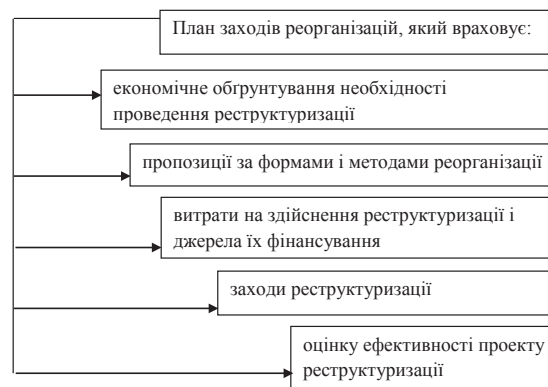 План заходів реорганізацій, який враховує:
економічне обґрунтування необхідності
проведення реструктуризації
пропозиції за формами і методами реорганізації
витрати на здійснення реструктуризації і
джерела їх фінансування
заходи реструктуризації
оцінку ефективності проекту
реструктуризації